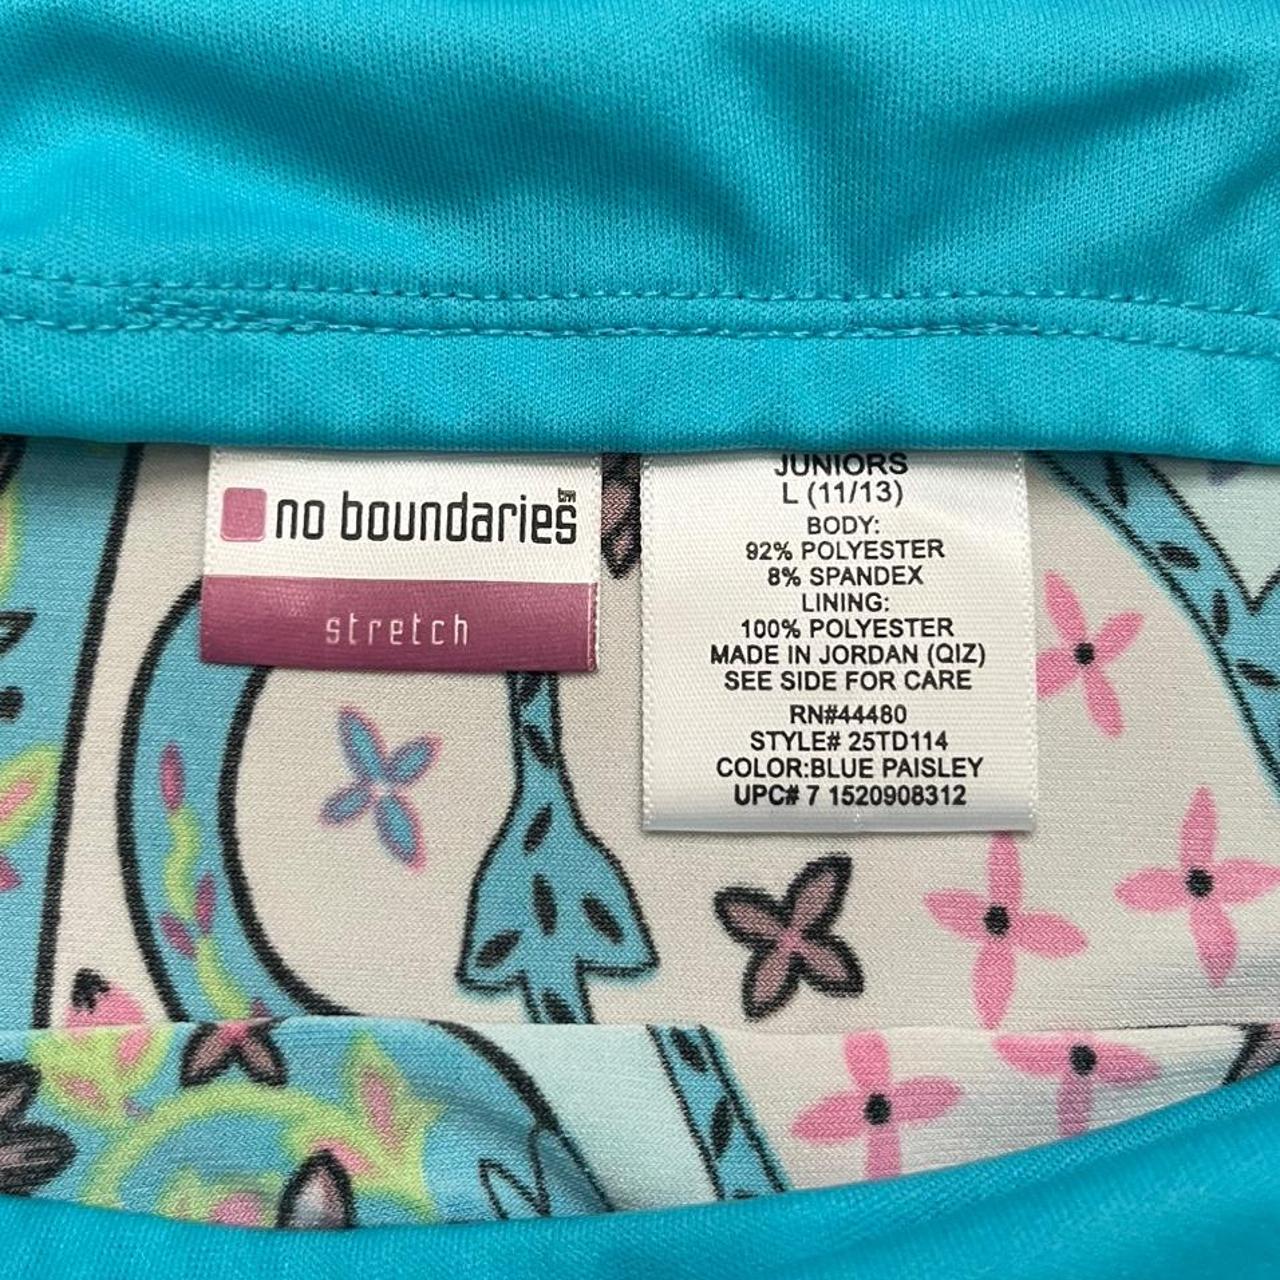 no boundaries™
stretch
JUNIORS
L (11/13)
BODY:
92% POLYESTER
8% SPANDEX
LINING:
100% POLYESTER
MADE IN JORDAN (QIZ)
SEE SIDE FOR CARE
RN#44480
STYLE# 25TD114
COLOR:BLUE PAISLEY
UPC# 7 1520908312